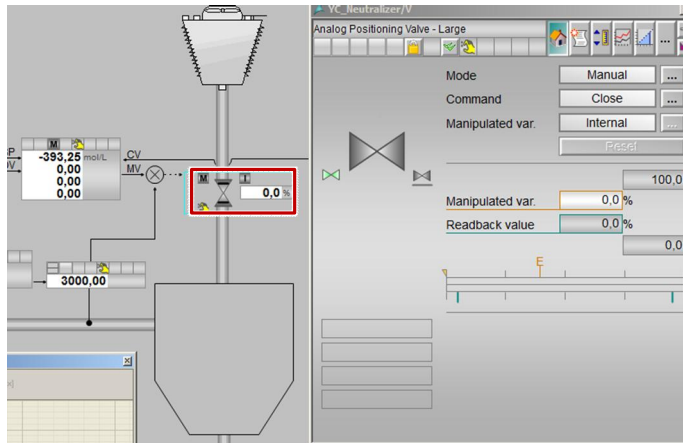 YC_Neutralizer/V
Analog Positioning Valve - Large
...
Mode Manual ...
Command Close ...
Manipulated var. Internal ...
Reset
100,0
Manipulated var. 0,0 %
Readback value 0,0 %
0,0
E
M
-393,25 mol/L
0,00
0,00
0,00
SP
CV
MV
M I
0,0 %
3000,00